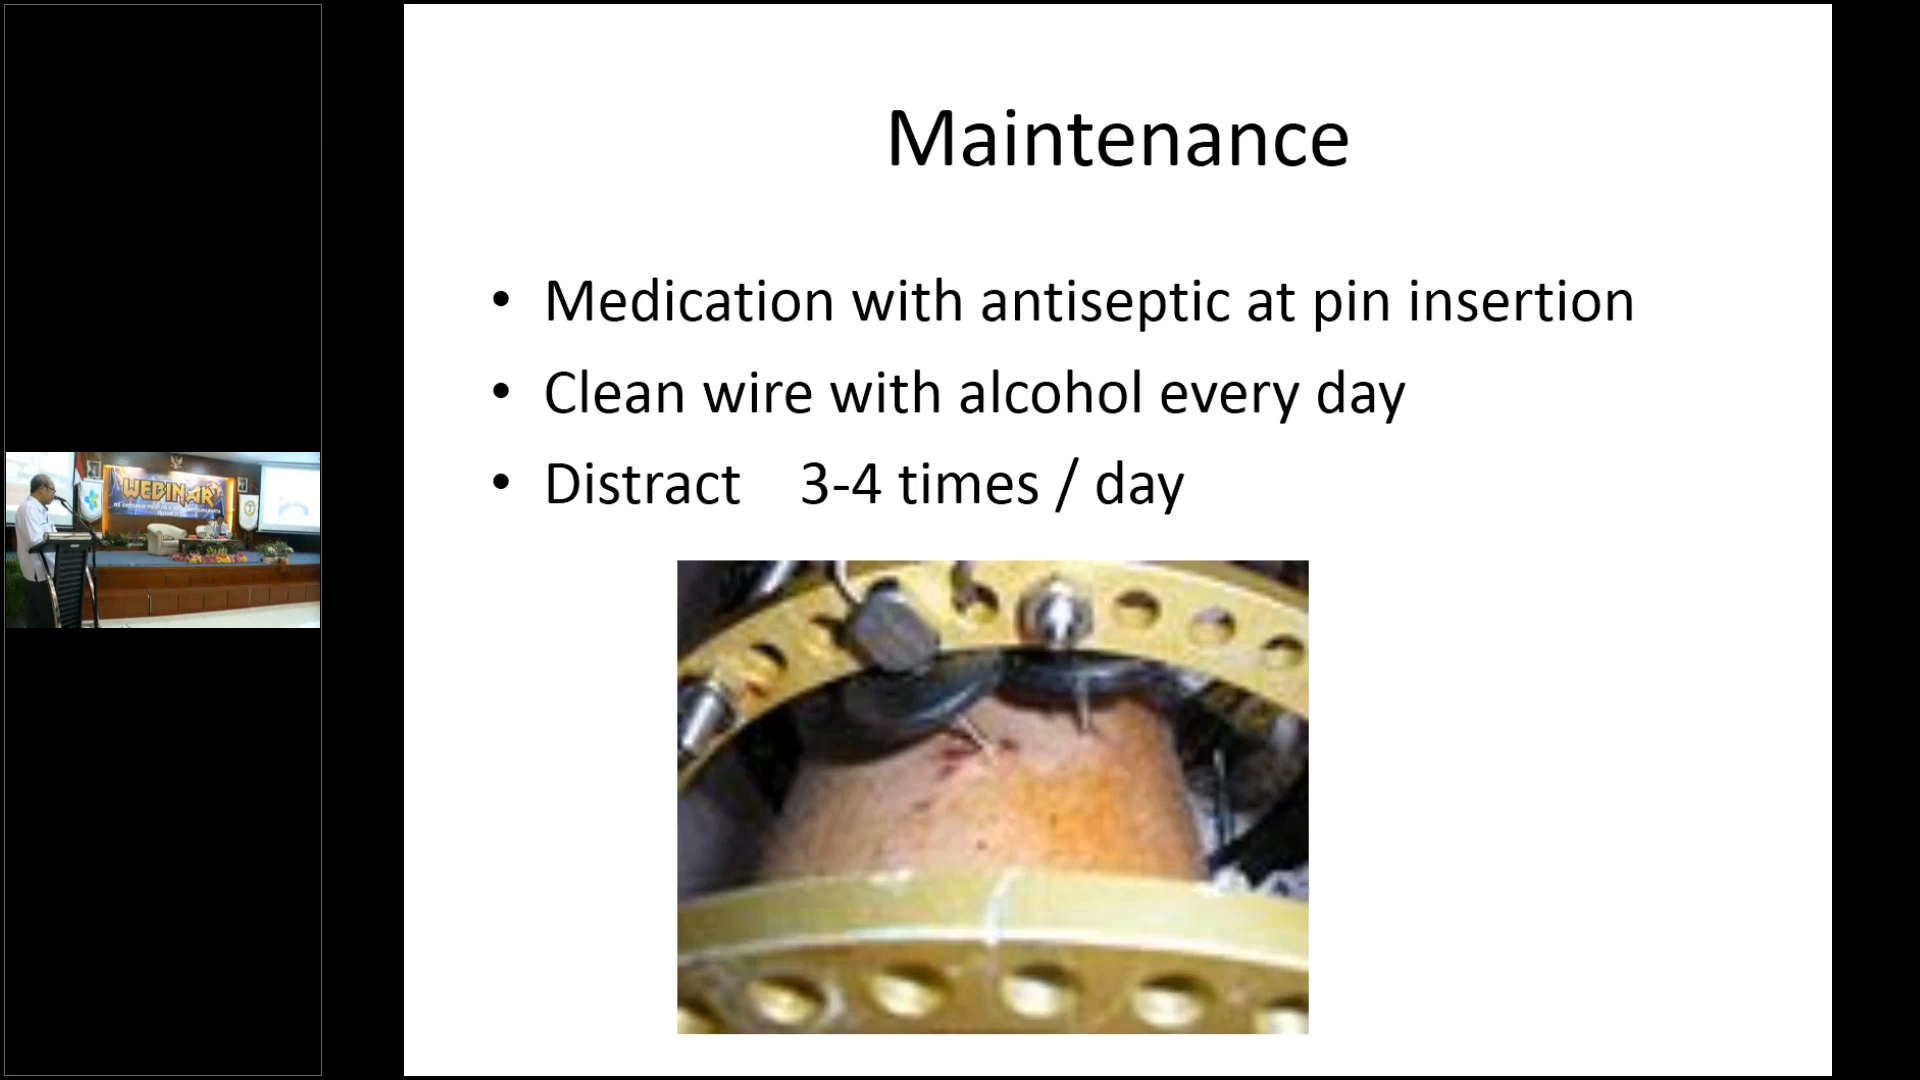 Maintenance
• Medication with antiseptic at pin insertion
• Clean wire with alcohol every day
• Distract 3-4 times / day
WEBINAR